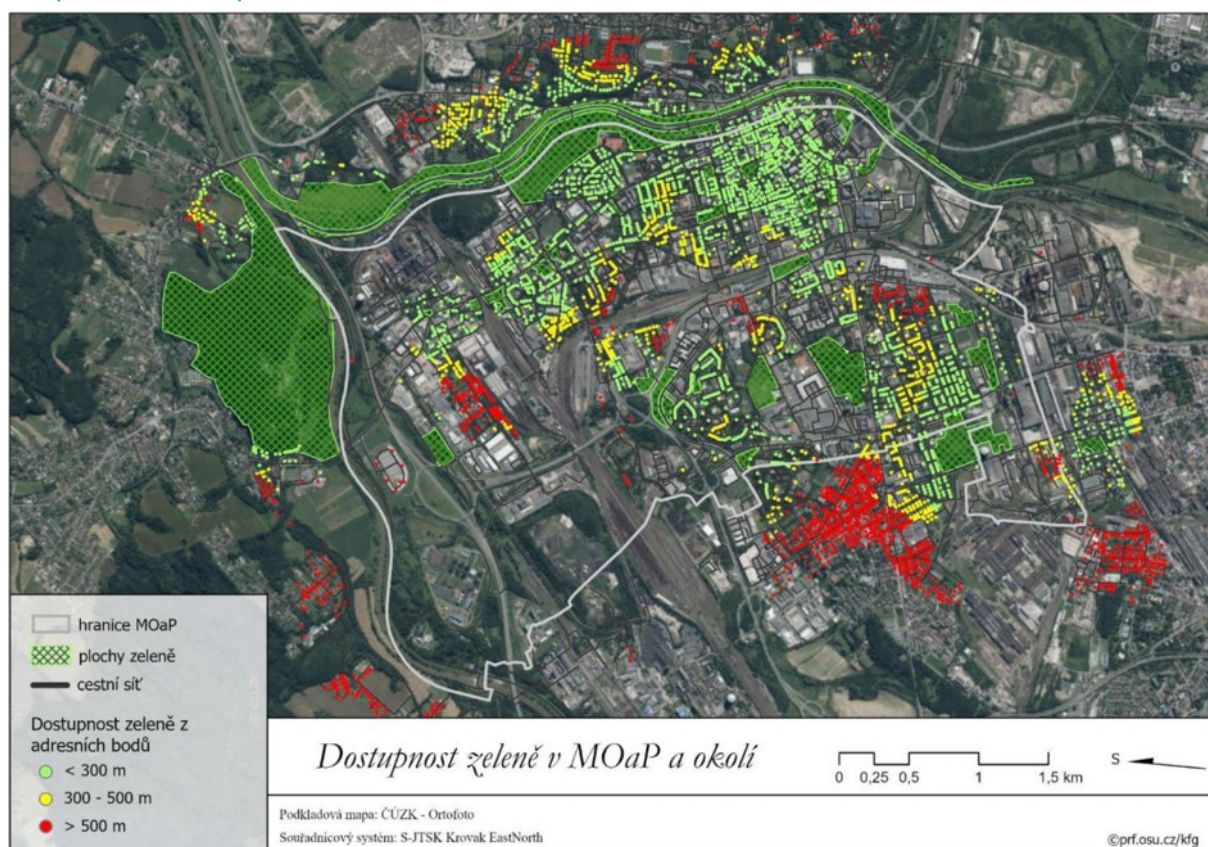 hranice MOaP
plochy zeleně
cestní síť
Dostupnost zeleně z
adresních bodů
< 300 m
300 - 500 m
> 500 m
Dostupnost zeleně v MOaP a okolí
0 0,25 0,5 1 1,5 km
S
Podkladová mapa: ČÚZK - Ortofoto
Souřadnicový systém: S-JTSK Krovak EastNorth
©prf.osu.cz/kfg